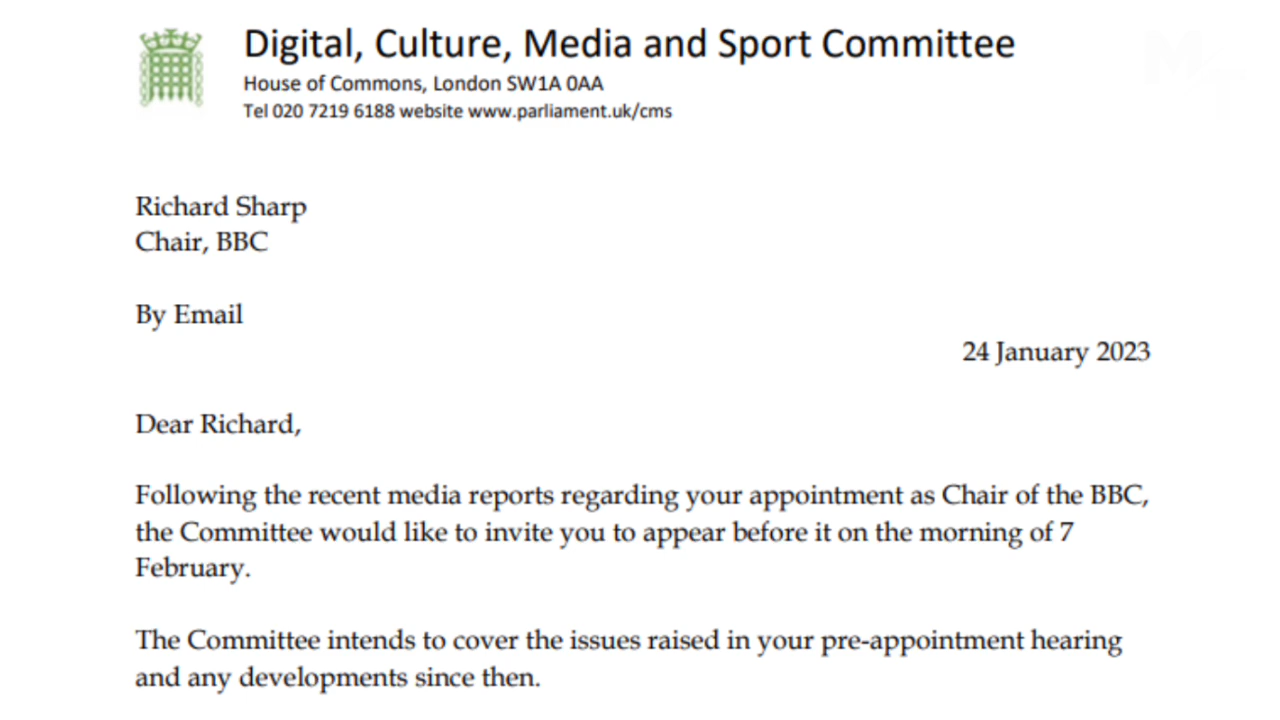 Digital, Culture, Media and Sport Committee
House of Commons, London SW1A 0AA
Tel 020 7219 6188 website www.parliament.uk/cms
Richard Sharp
Chair, BBC
By Email
24 January 2023
Dear Richard,
Following the recent media reports regarding your appointment as Chair of the BBC,
the Committee would like to invite you to appear before it on the morning of 7
February.
The Committee intends to cover the issues raised in your pre-appointment hearing
and any developments since then.